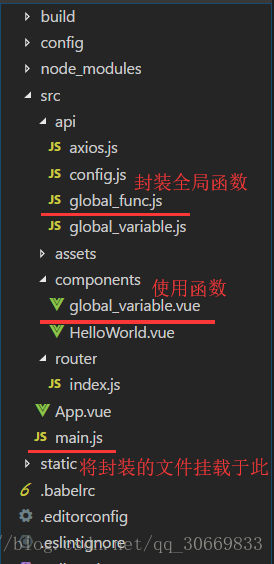 build
config
node_modules
src
api
axios.js
config.js
封装全局函数
global_func.js
global_variable.js
assets
components
使用函数
global_variable.vue
HelloWorld.vue
router
index.js
App.vue
main.js
static 将封装的文件挂载于此
.babelrc
.editorconfig
//blog.csdn.net/qq_30669833
.eslintignore